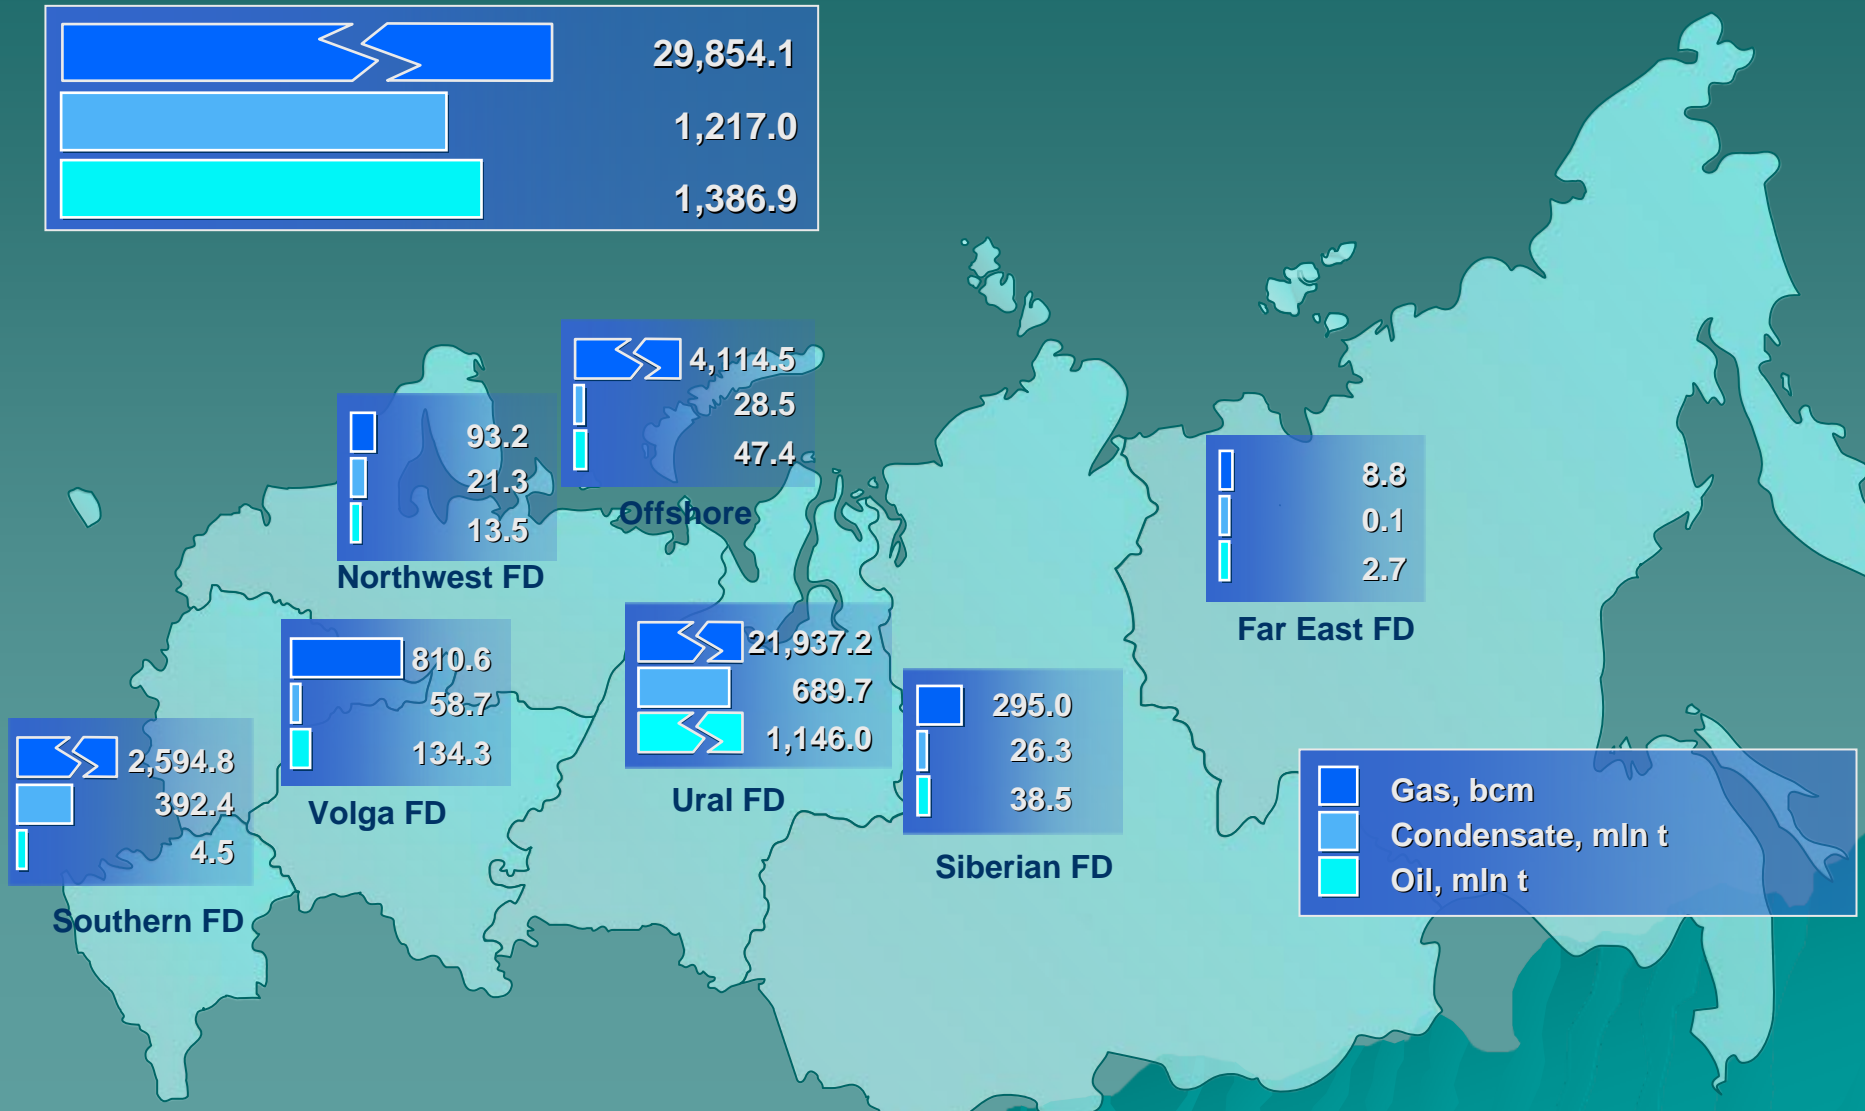 29,854.1
1,217.0
1,386.9
4,114.5
28.5
47.4
Offshore
93.2
21.3
13.5
Northwest FD
8.8
0.1
2.7
Far East FD
810.6
58.7
134.3
Volga FD
21,937.2
689.7
1,146.0
Ural FD
295.0
26.3
38.5
Siberian FD
2,594.8
392.4
4.5
Southern FD
Gas, bcm
Condensate, mln t
Oil, mln t